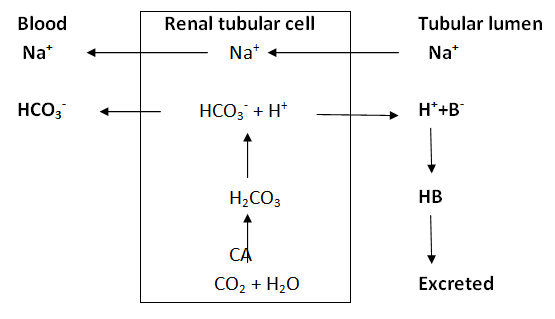 Blood Renal tubular cell Tubular lumen
Na⁺ Na⁺ Na⁺
HCO₃⁻ HCO₃⁻ + H⁺ H⁺+B⁻
H₂CO₃ HB
CA
CO₂ + H₂O Excreted